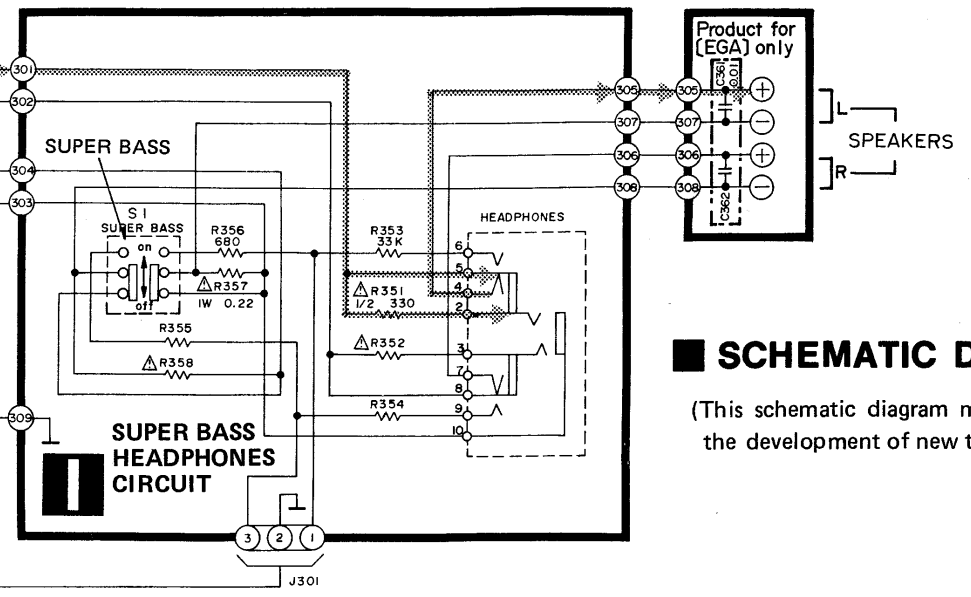 Product for
[EGA] only
301
302
304
303
309
SUPER BASS
S1
SUPER BASS
on
off
R356
680
R357
1W 0.22
R355
R358
R353
33K
R351
1/2 330
R352
R354
HEADPHONES
6
5
4
2
3
7
8
9
10
305
307
306
308
305
307
306
308
C361
0.01
C362
+
−
+
−
L
R
SPEAKERS
SUPER BASS
HEADPHONES
CIRCUIT
I
3
2
1
J301
■ SCHEMATIC D
(This schematic diagram m
the development of new t